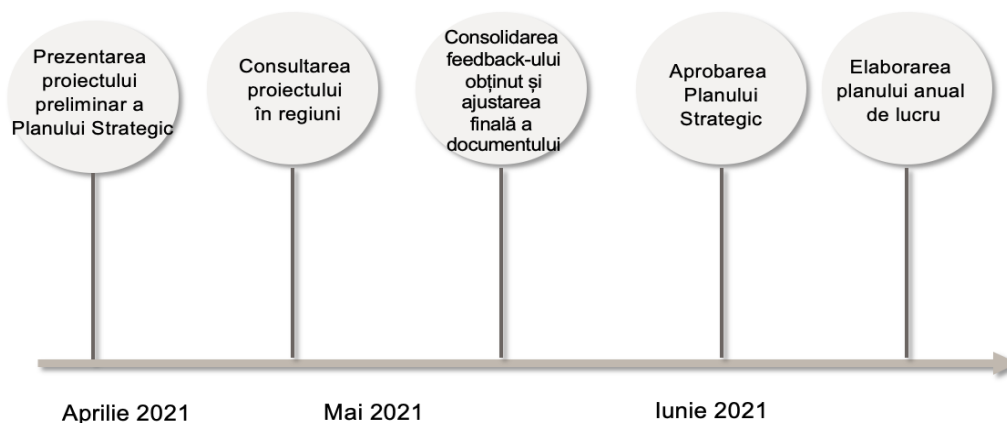 Prezentarea
proiectului
preliminar a
Planului Strategic
Consultarea
proiectului
în regiuni
Consolidarea
feedback-ului
obținut și
ajustarea
finală a
documentului
Aprobarea
Planului
Strategic
Elaborarea
planului anual
de lucru
Aprilie 2021
Mai 2021
Iunie 2021